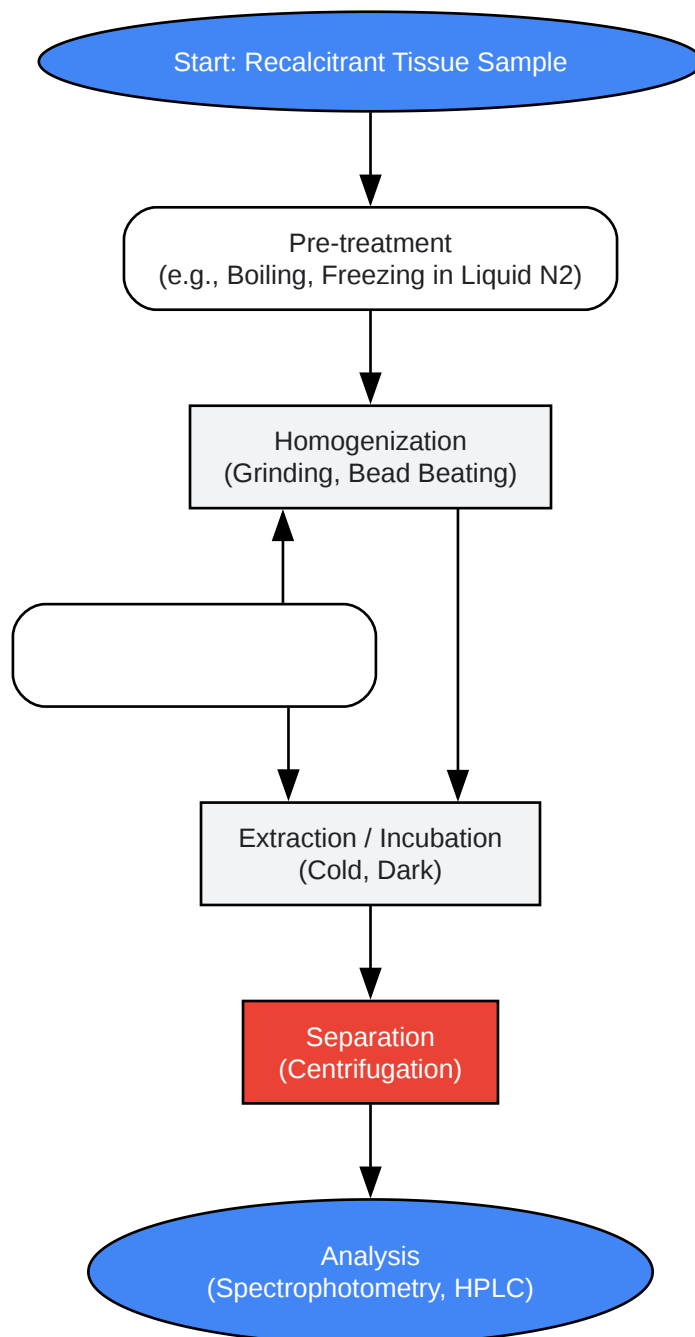 Start: Recalcitrant Tissue Sample
Pre-treatment
(e.g., Boiling, Freezing in Liquid N2)
Homogenization
(Grinding, Bead Beating)
Extraction / Incubation
(Cold, Dark)
Separation
(Centrifugation)
Analysis
(Spectrophotometry, HPLC)